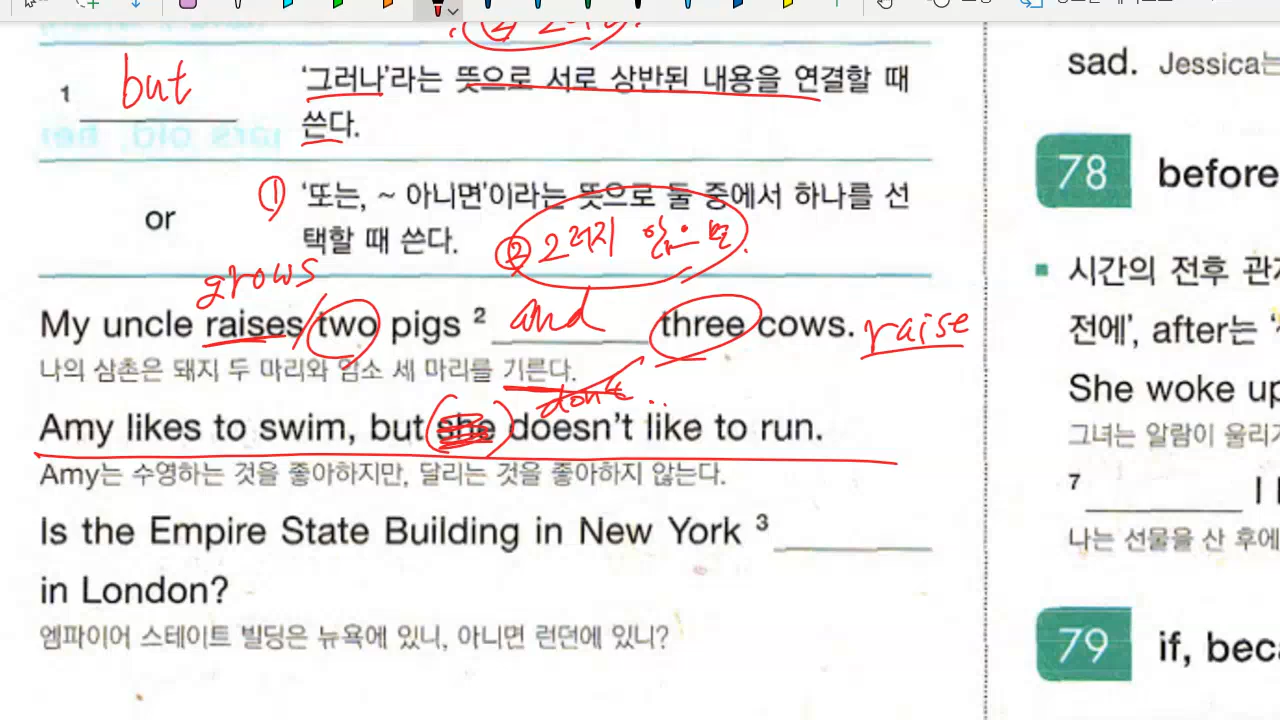 1 but '그러나'라는 뜻으로 서로 상반된 내용을 연결할 때
쓴다.
or ① '또는, ~ 아니면'이라는 뜻으로 둘 중에서 하나를 선
택할 때 쓴다.
② 그러지 않으면.
grows
My uncle raises two pigs ² and three cows. raise
나의 삼촌은 돼지 두 마리와 암소 세 마리를 기른다.
don't ..
Amy likes to swim, but she doesn't like to run.
Amy는 수영하는 것을 좋아하지만, 달리는 것을 좋아하지 않는다.
Is the Empire State Building in New York ³
in London?
엠파이어 스테이트 빌딩은 뉴욕에 있니, 아니면 런던에 있니?
sad. Jessica는
78 before
시간의 전후 관
전에', after는
She woke up
그녀는 알람이 울리
7
나는 선물을 산 후에
79 if, beca